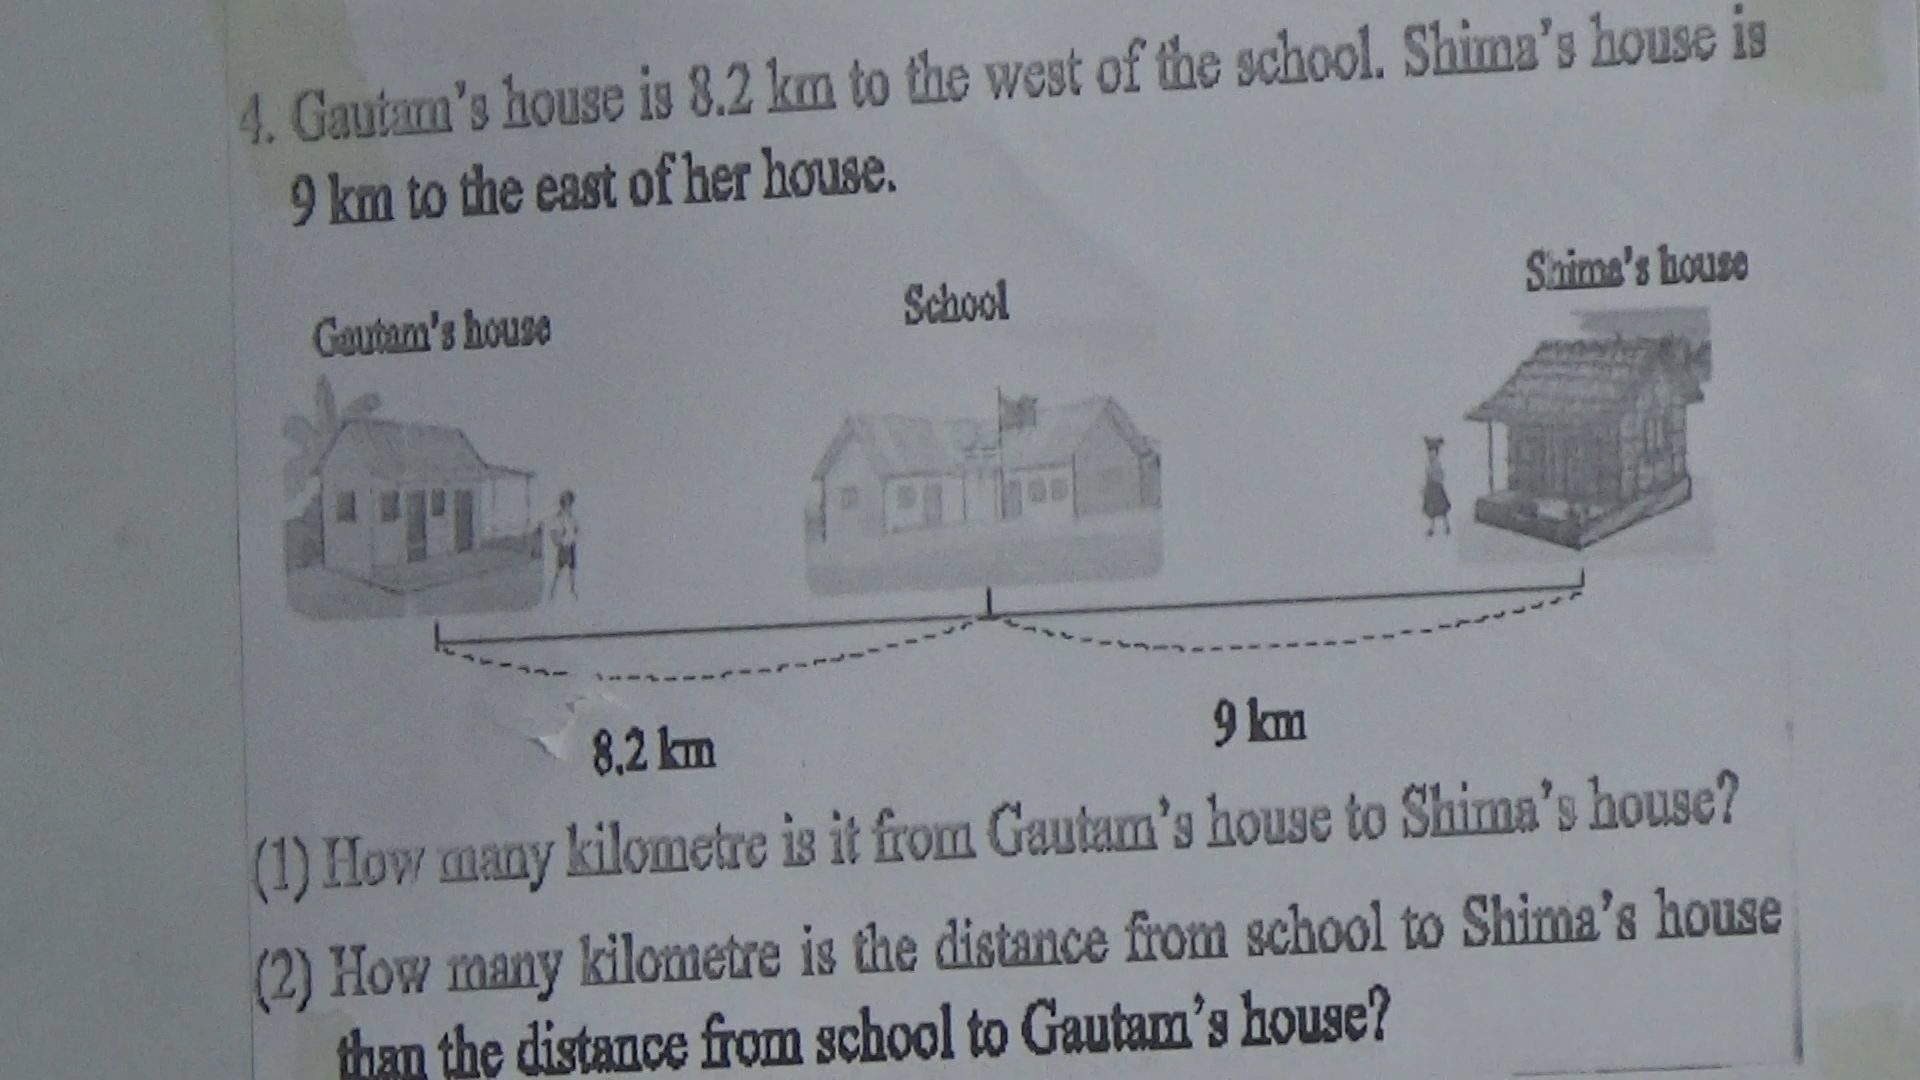 4. Gautam's house is 8.2 km to the west of the school. Shima's house is
9 km to the east of her house.
Gautam's house
School
Shima's house
8.2 km
9 km
(1) How many kilometre is it from Gautam's house to Shima's house?
(2) How many kilometre is the distance from school to Shima's house
than the distance from school to Gautam's house?